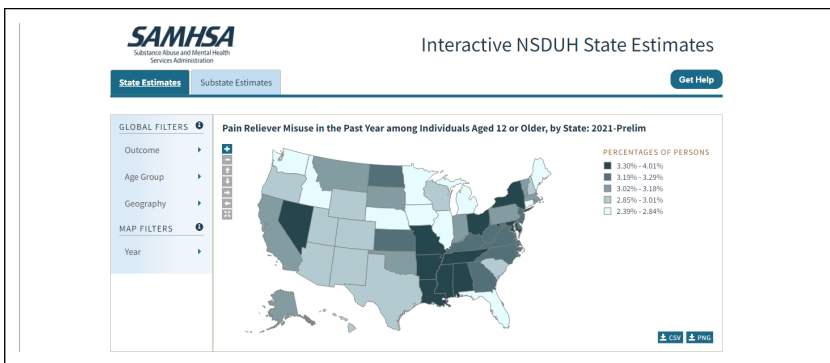 SAMHSA
Substance Abuse and Mental Health
Services Administration
Interactive NSDUH State Estimates
State Estimates
Substate Estimates
Get Help
GLOBAL FILTERS
Outcome
Age Group
Geography
MAP FILTERS
Year
Pain Reliever Misuse in the Past Year among Individuals Aged 12 or Older, by State: 2021-Prelim
PERCENTAGES OF PERSONS
3.30% - 4.01%
3.19% - 3.29%
3.02% - 3.18%
2.85% - 3.01%
2.39% - 2.84%
CSV
PNG